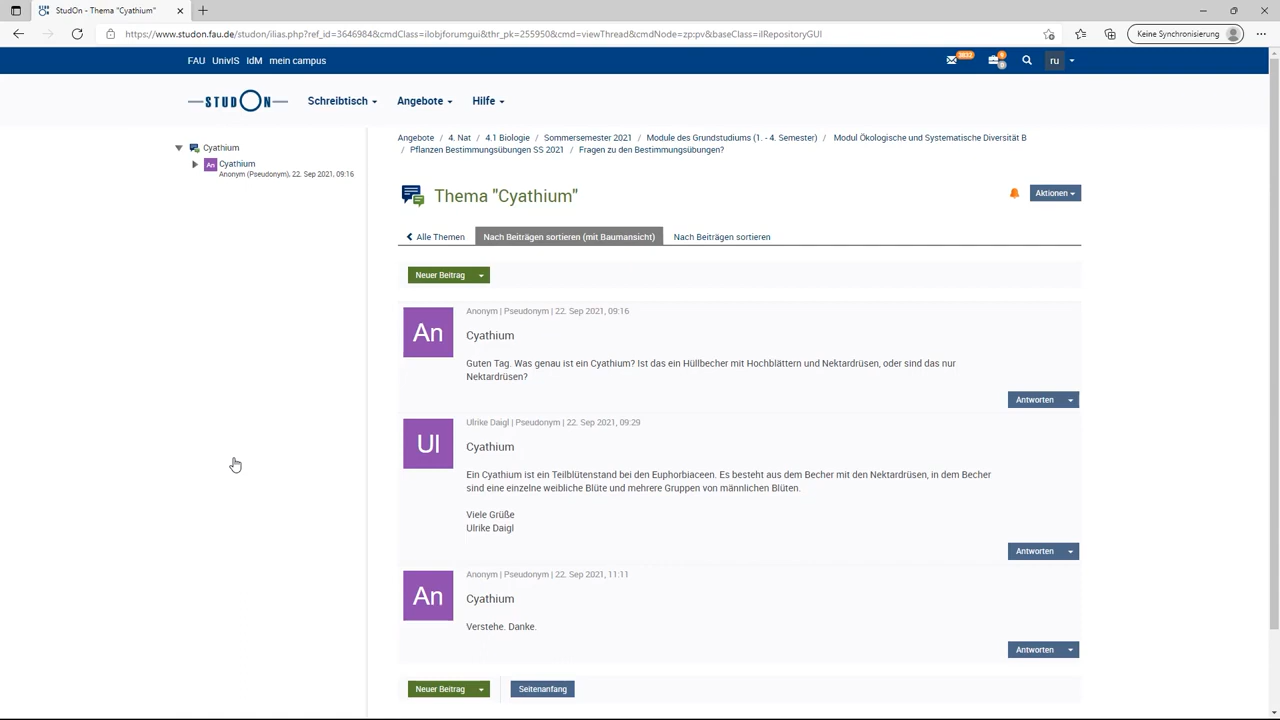 StudOn - Thema "Cyathium"
https://www.studon.fau.de/studon/ilias.php?ref_id=3646984&cmdClass=ilobjforumgui&thr_pk=255950&cmd=viewThread&cmdNode=zp:pv&baseClass=ilRepositoryGUI
Keine Synchronisierung
FAU UnivIS IdM mein campus
3832 9 0 ru
STUDON Schreibtisch Angebote Hilfe
Angebote / 4. Nat / 4.1 Biologie / Sommersemester 2021 / Module des Grundstudiums (1. - 4. Semester) / Modul Ökologische und Systematische Diversität B
/ Pflanzen Bestimmungsübungen SS 2021 / Fragen zu den Bestimmungsübungen?
Cyathium
An Cyathium
Anonym (Pseudonym), 22. Sep 2021, 09:16
Thema "Cyathium"
Aktionen
Alle Themen Nach Beiträgen sortieren (mit Baumansicht) Nach Beiträgen sortieren
Neuer Beitrag
An
Anonym | Pseudonym | 22. Sep 2021, 09:16
Cyathium
Guten Tag. Was genau ist ein Cyathium? Ist das ein Hüllbecher mit Hochblättern und Nektardrüsen, oder sind das nur
Nektardrüsen?
Antworten
Ul
Ulrike Daigl | Pseudonym | 22. Sep 2021, 09:29
Cyathium
Ein Cyathium ist ein Teilblütenstand bei den Euphorbiaceen. Es besteht aus dem Becher mit den Nektardrüsen, in dem Becher
sind eine einzelne weibliche Blüte und mehrere Gruppen von männlichen Blüten.
Viele Grüße
Ulrike Daigl
Antworten
An
Anonym | Pseudonym | 22. Sep 2021, 11:11
Cyathium
Verstehe. Danke.
Antworten
Neuer Beitrag Seitenanfang